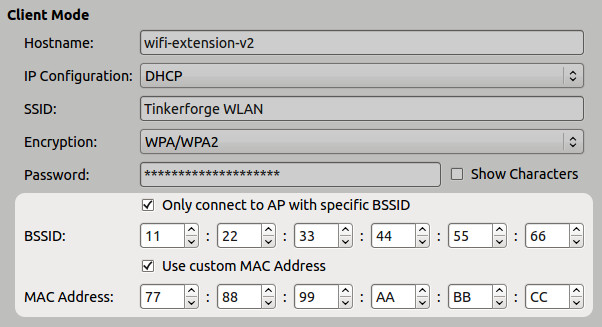 Client Mode
Hostname: wifi-extension-v2
IP Configuration: DHCP
SSID: Tinkerforge WLAN
Encryption: WPA/WPA2
Password: ******************** Show Characters
Only connect to AP with specific BSSID
BSSID: 11 : 22 : 33 : 44 : 55 : 66
Use custom MAC Address
MAC Address: 77 : 88 : 99 : AA : BB : CC